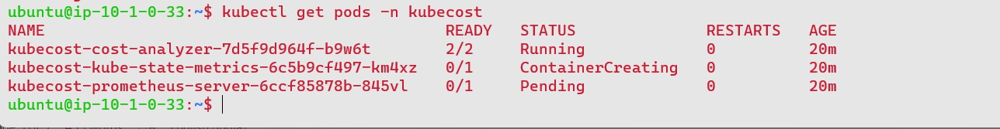 ubuntu@ip-10-1-0-33:~$ kubectl get pods -n kubecost
NAME READY STATUS RESTARTS AGE
kubecost-cost-analyzer-7d5f9d964f-b9w6t 2/2 Running 0 20m
kubecost-kube-state-metrics-6c5b9cf497-km4xz 0/1 ContainerCreating 0 20m
kubecost-prometheus-server-6ccf85878b-845vl 0/1 Pending 0 20m
ubuntu@ip-10-1-0-33:~$